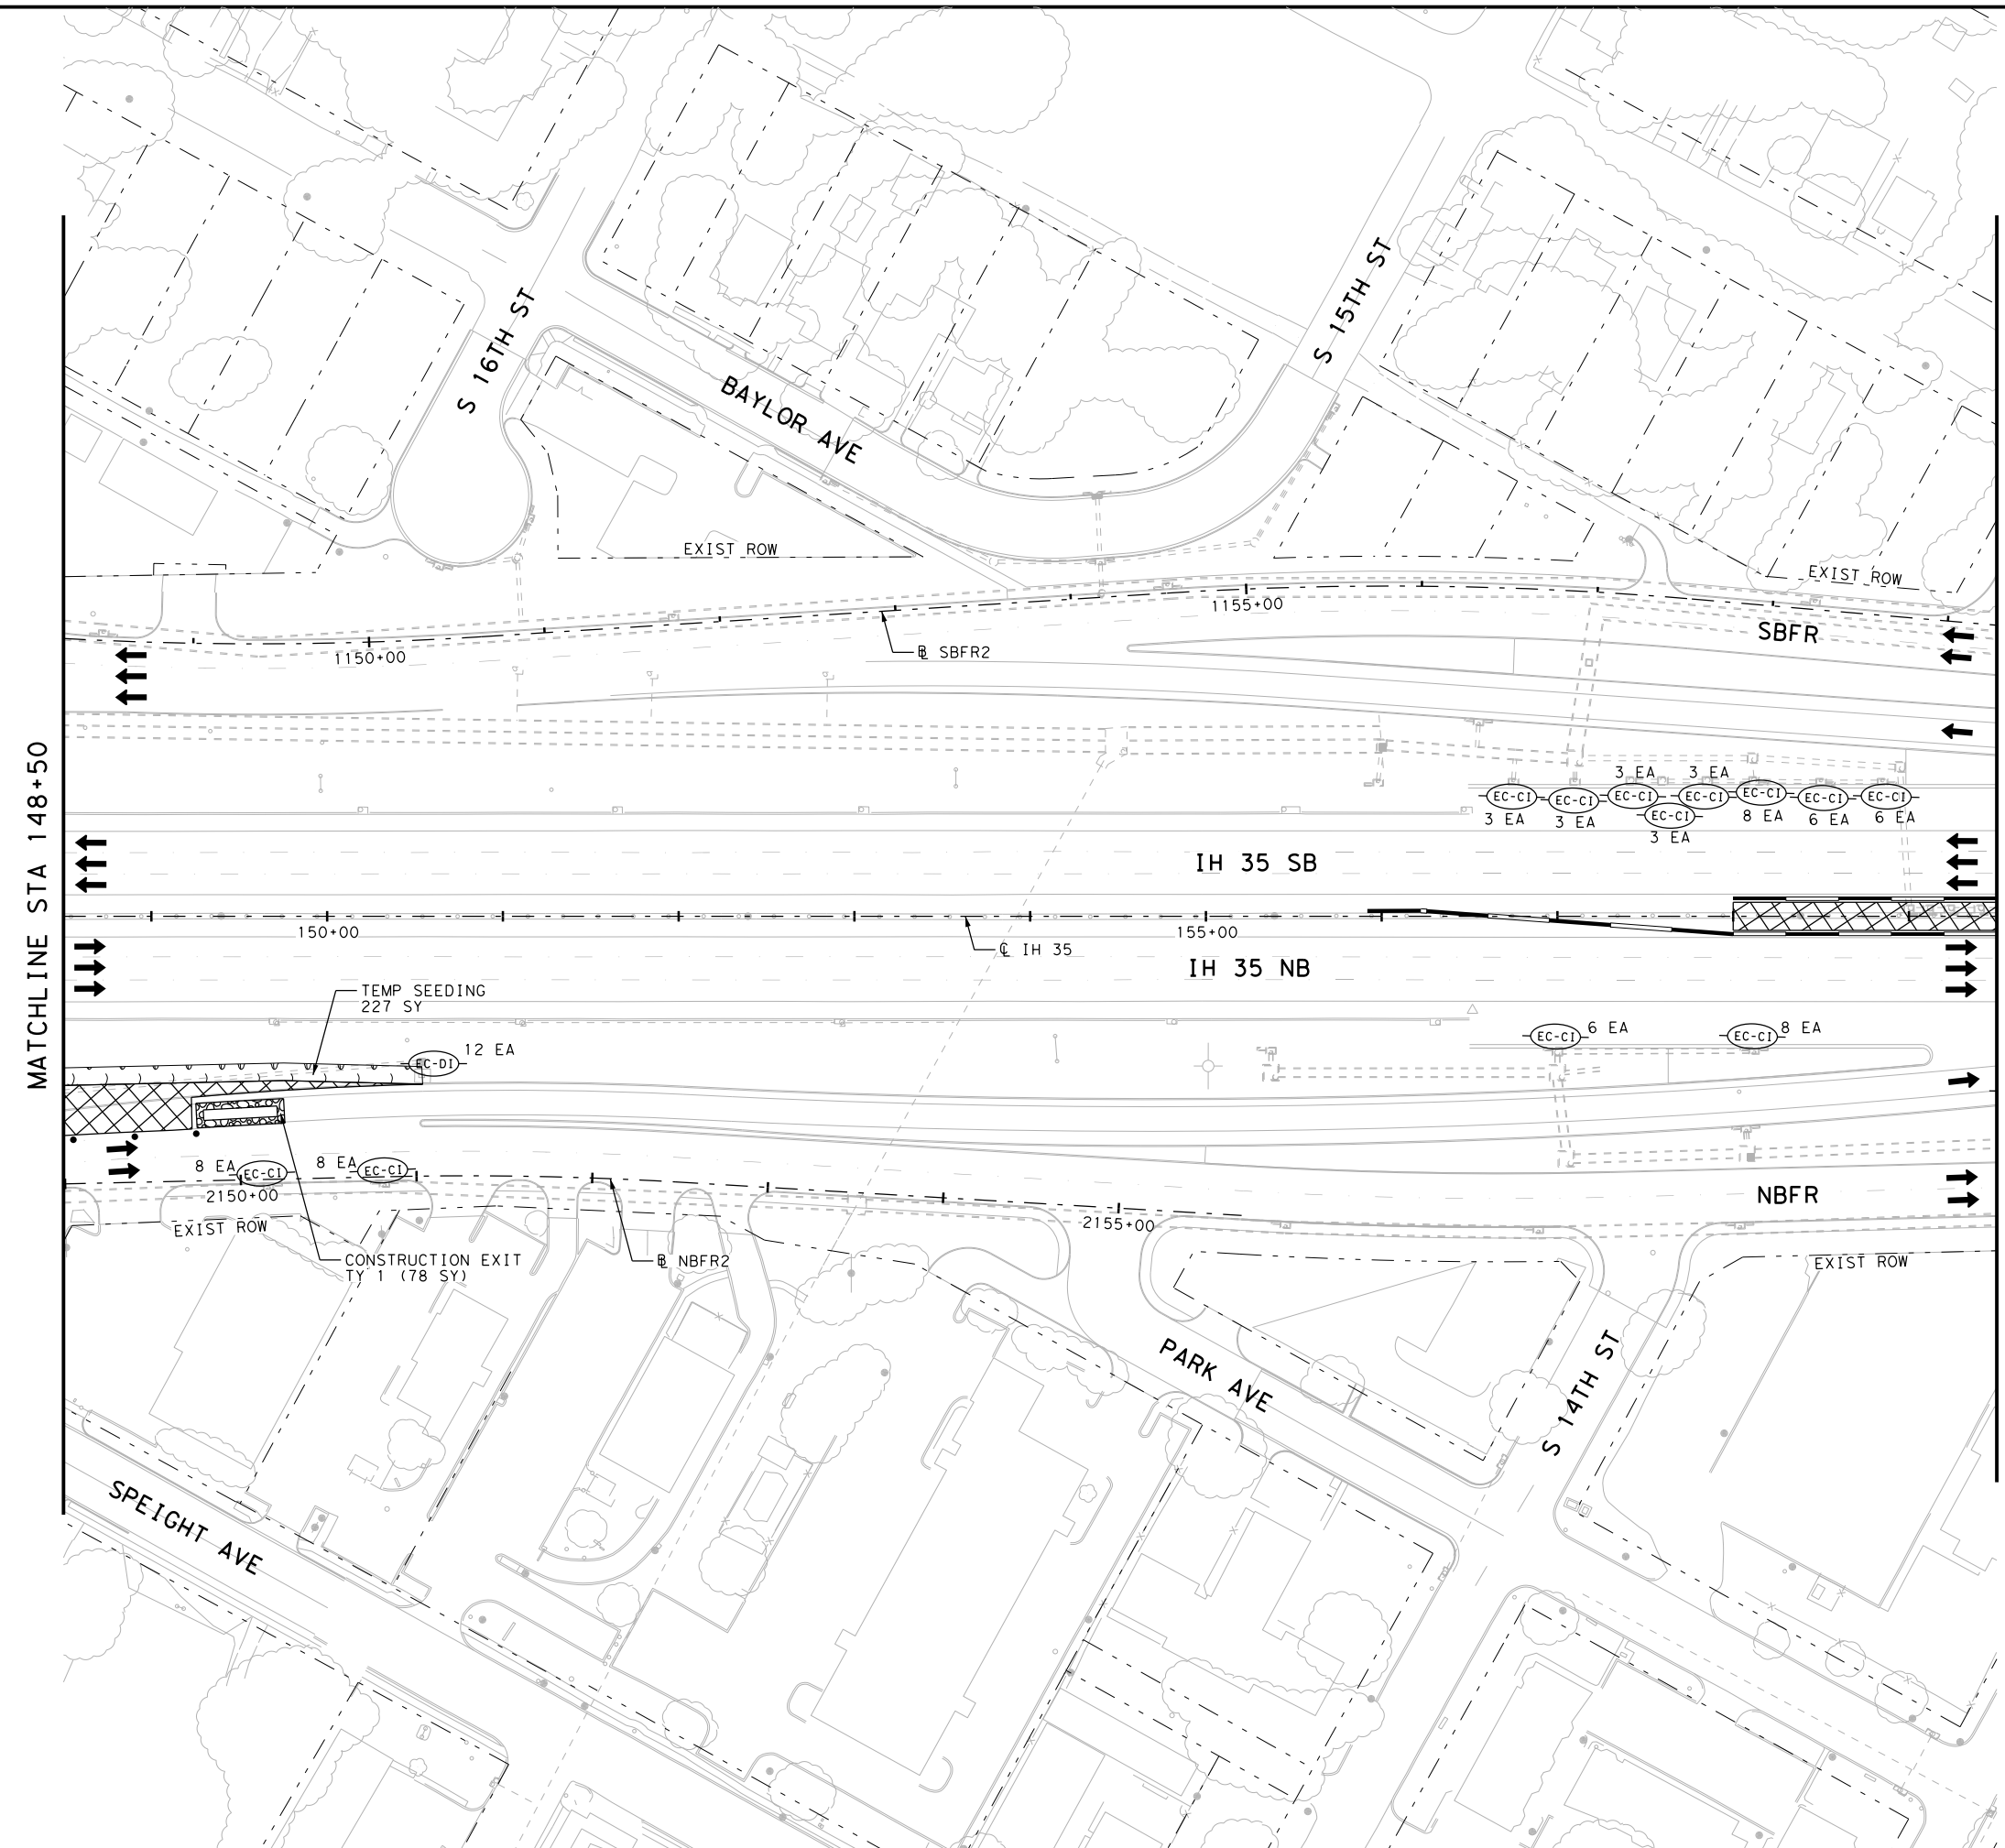 S 16TH ST
S 15TH ST
BAYLOR AVE
EXIST ROW
EXIST ROW
1155+00
SBFR
1150+00
℄ SBFR2
MATCHLINE STA 148+50
3 EA
3 EA
EC-CI
EC-CI
EC-CI
EC-CI
EC-CI
EC-CI
EC-CI
EC-CI
3 EA
3 EA
3 EA
8 EA
6 EA
6 EA
IH 35 SB
150+00
155+00
℄ IH 35
IH 35 NB
TEMP SEEDING
227 SY
EC-DI
12 EA
EC-CI
6 EA
EC-CI
8 EA
8 EA
EC-CI
8 EA
EC-CI
2150+00
NBFR
2155+00
EXIST ROW
CONSTRUCTION EXIT
TY 1 (78 SY)
℄ NBFR2
EXIST ROW
PARK AVE
S 14TH ST
SPEIGHT AVE